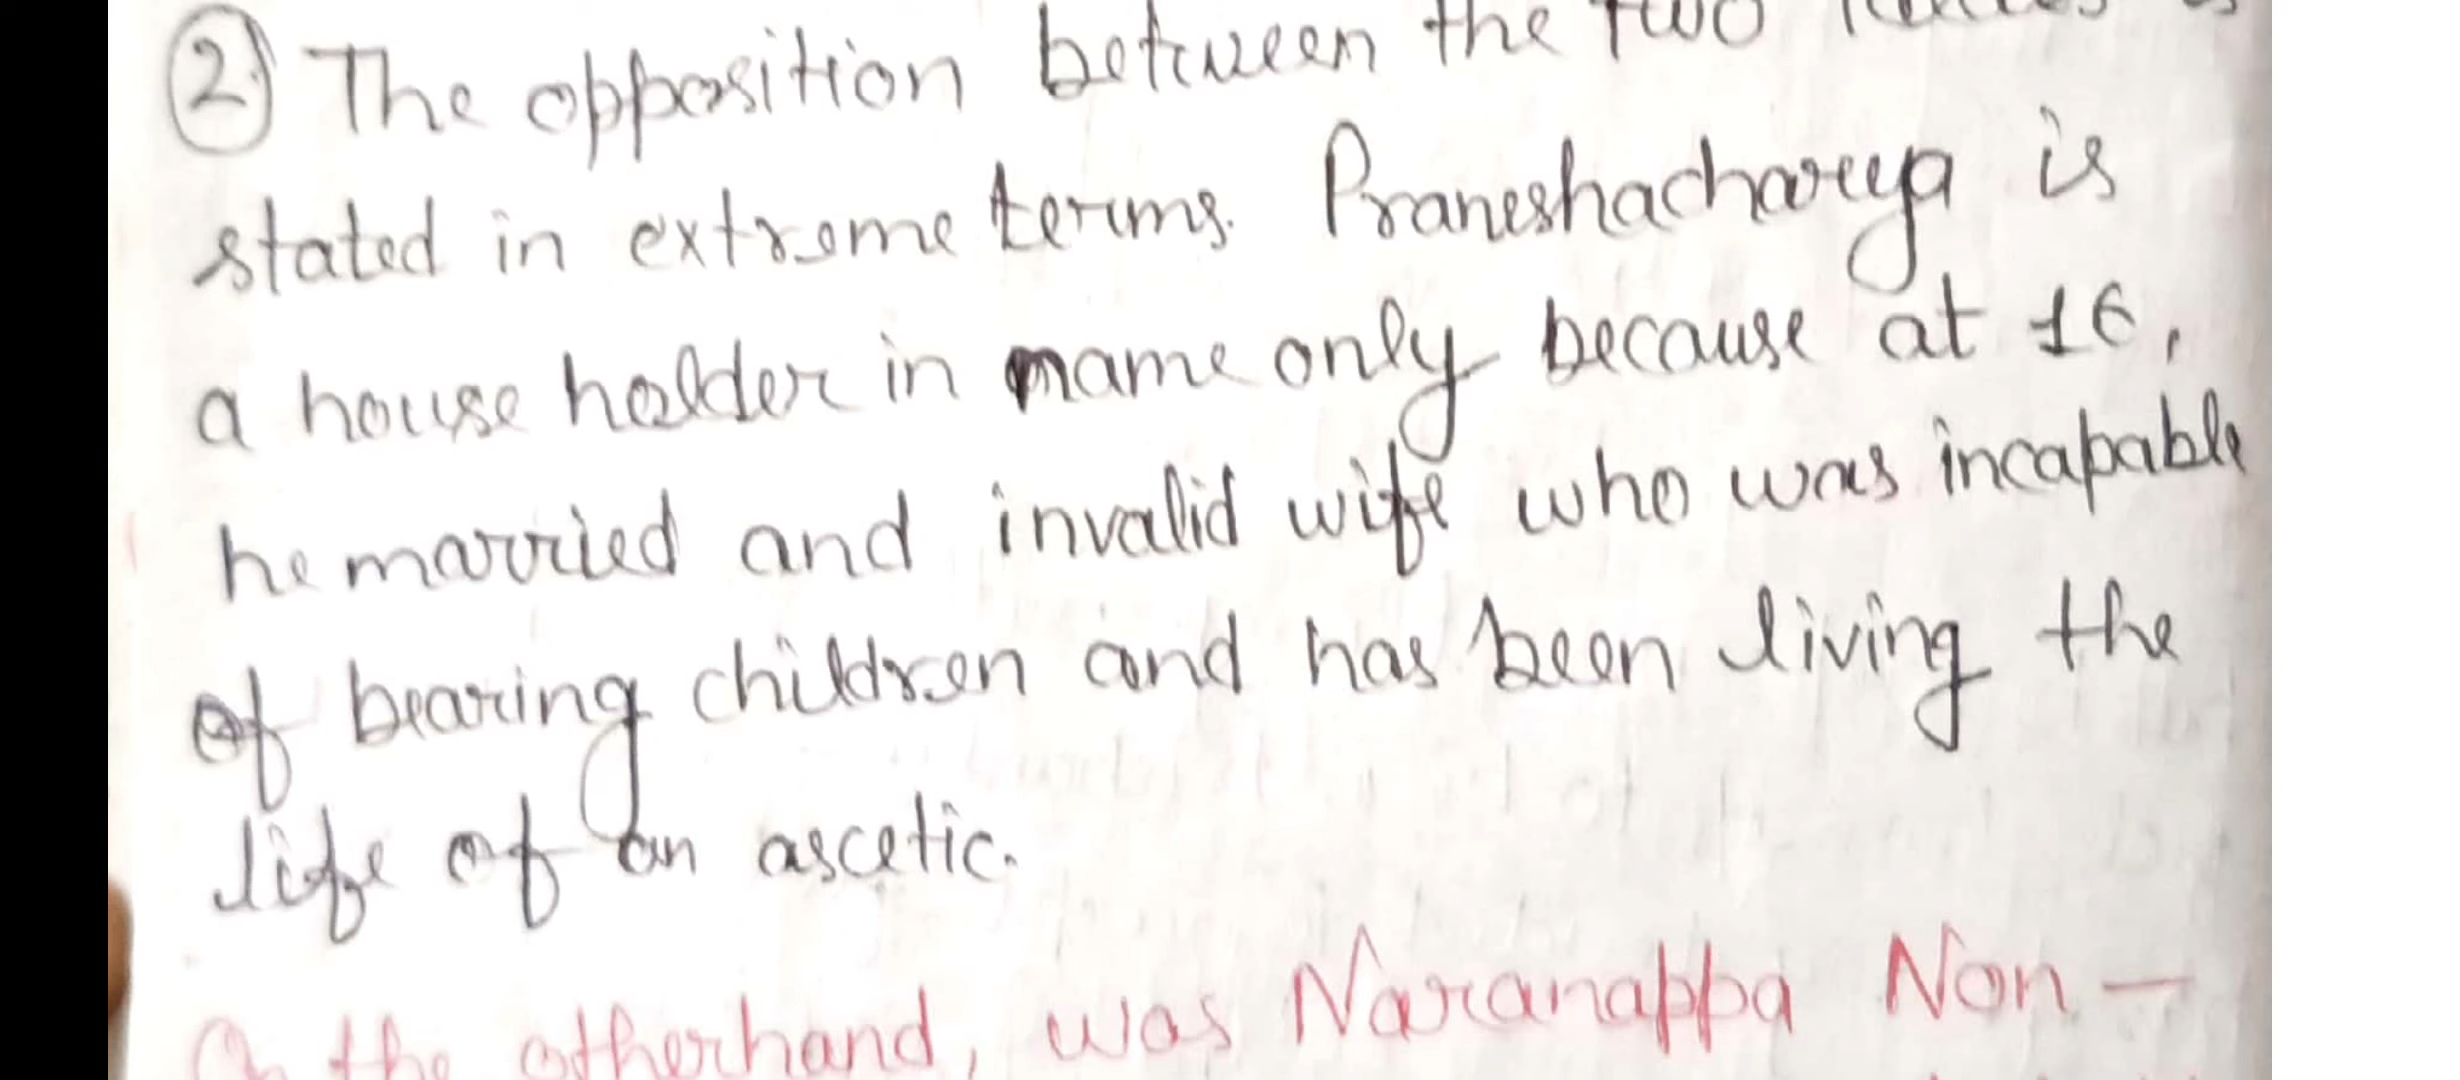 ② The opposition between the two
stated in extreme terms. Praneshacharya is
a house holder in name only because at 16,
he married and invalid wife who was incapable
of bearing children and has been living the
life of an ascetic.
On the otherhand, was Naranappa Non-